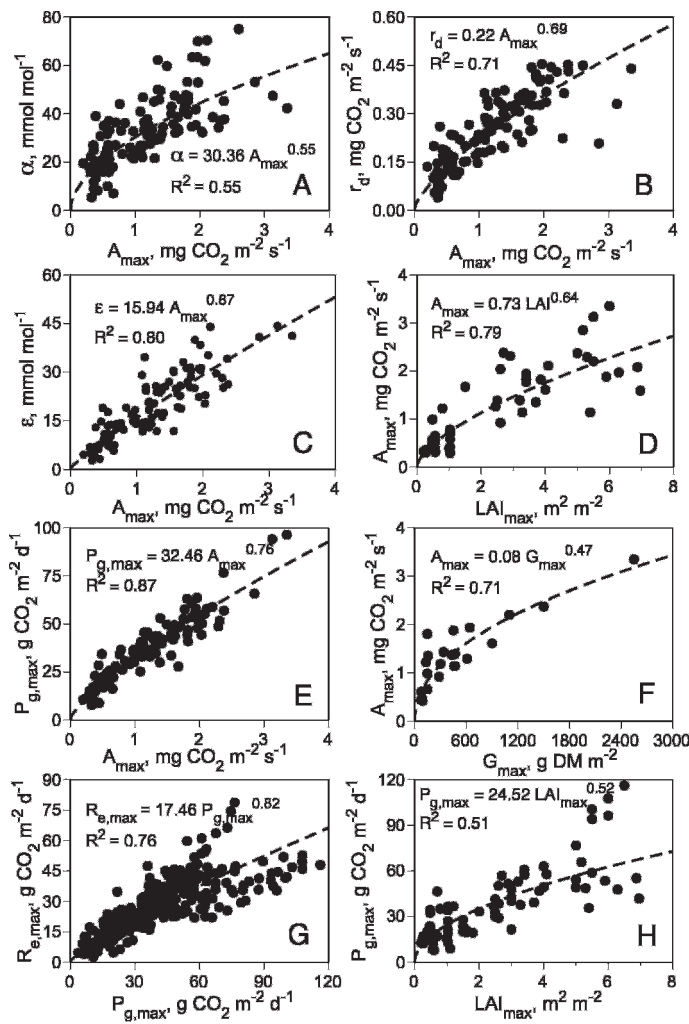 80
60
40
20
0
α, mmol mol⁻¹
α = 30.36 Amax^0.55
R² = 0.55
A
0 1 2 3 4
Amax, mg CO₂ m⁻² s⁻¹
0.60
0.45
0.30
0.15
0.00
rd, mg CO₂ m⁻² s⁻¹
rd = 0.22 Amax^0.69
R² = 0.71
B
0 1 2 3 4
Amax, mg CO₂ m⁻² s⁻¹
60
45
30
15
0
ε, mmol mol⁻¹
ε = 15.94 Amax^0.87
R² = 0.80
C
0 1 2 3 4
Amax, mg CO₂ m⁻² s⁻¹
4
3
2
1
0
Amax, mg CO₂ m⁻² s⁻¹
Amax = 0.73 LAI^0.64
R² = 0.79
D
0 2 4 6 8
LAImax, m² m⁻²
100
75
50
25
0
Pg,max, g CO₂ m⁻² d⁻¹
Pg,max = 32.46 Amax^0.76
R² = 0.87
E
0 1 2 3 4
Amax, mg CO₂ m⁻² s⁻¹
4
3
2
1
0
Amax, mg CO₂ m⁻² s⁻¹
Amax = 0.08 Gmax^0.47
R² = 0.71
F
0 600 1200 1800 2400 3000
Gmax, g DM m⁻²
90
75
60
45
30
15
0
Re,max, g CO₂ m⁻² d⁻¹
Re,max = 17.46 Pg,max^0.82
R² = 0.76
G
0 30 60 90 120
Pg,max, g CO₂ m⁻² d⁻¹
120
90
60
30
0
Pg,max, g CO₂ m⁻² d⁻¹
Pg,max = 24.52 LAImax^0.52
R² = 0.51
H
0 2 4 6 8
LAImax, m² m⁻²